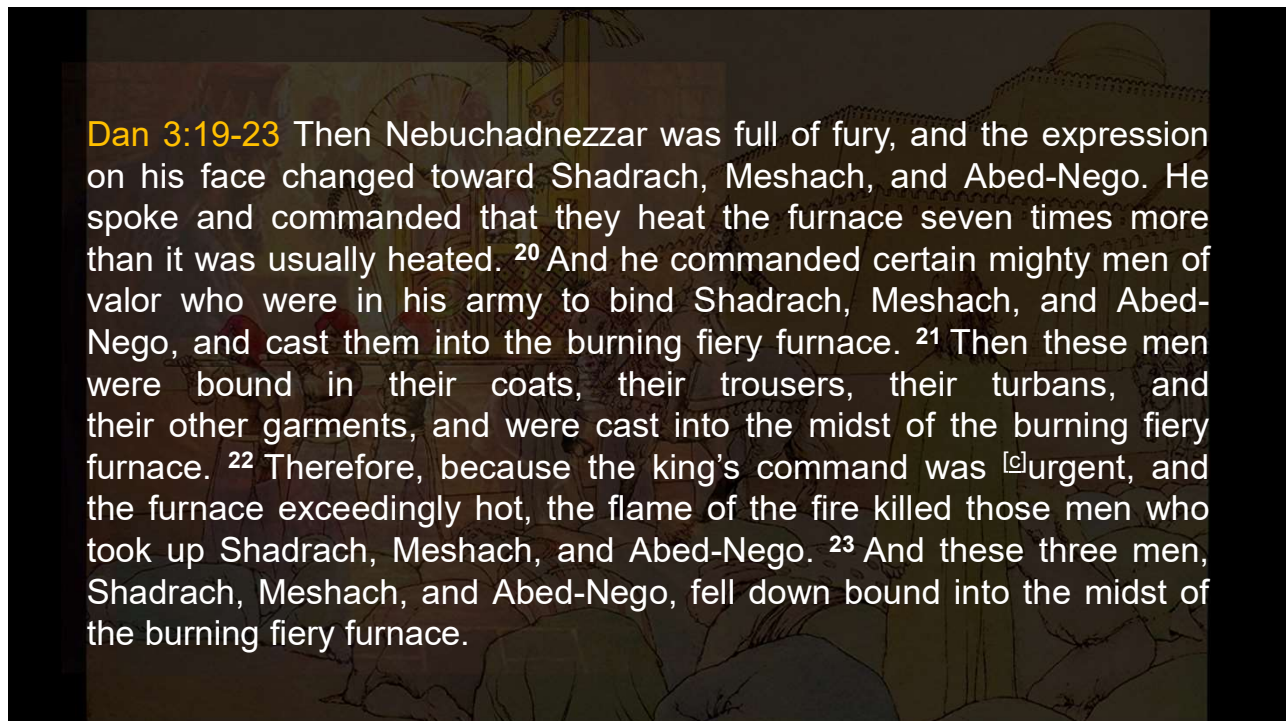 Dan 3:19-23 Then Nebuchadnezzar was full of fury, and the expression
on his face changed toward Shadrach, Meshach, and Abed-Nego. He
spoke and commanded that they heat the furnace seven times more
than it was usually heated. 20 And he commanded certain mighty men of
valor who were in his army to bind Shadrach, Meshach, and Abed-
Nego, and cast them into the burning fiery furnace. 21 Then these men
were bound in their coats, their trousers, their turbans, and
their other garments, and were cast into the midst of the burning fiery
furnace. 22 Therefore, because the king’s command was [c]urgent, and
the furnace exceedingly hot, the flame of the fire killed those men who
took up Shadrach, Meshach, and Abed-Nego. 23 And these three men,
Shadrach, Meshach, and Abed-Nego, fell down bound into the midst of
the burning fiery furnace.